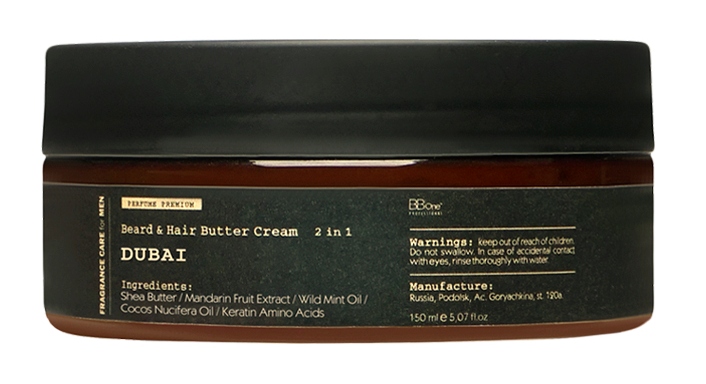 FRAGRANCE CARE for MEN
PERFUME PREMIUM
Beard & Hair Butter Cream 2 in 1
DUBAI
Ingredients:
Shea Butter / Mandarin Fruit Extract / Wild Mint Oil /
Cocos Nucifera Oil / Keratin Amino Acids
BBone™
PROFESSIONAL
Warnings: keep out of reach of children.
Do not swallow. In case of accidental contact
with eyes, rinse thoroughly with water.
Manufacture:
Russia, Podolsk, Ac. Goryachkina, st. 120a.
150 ml e 5,07 fl.oz